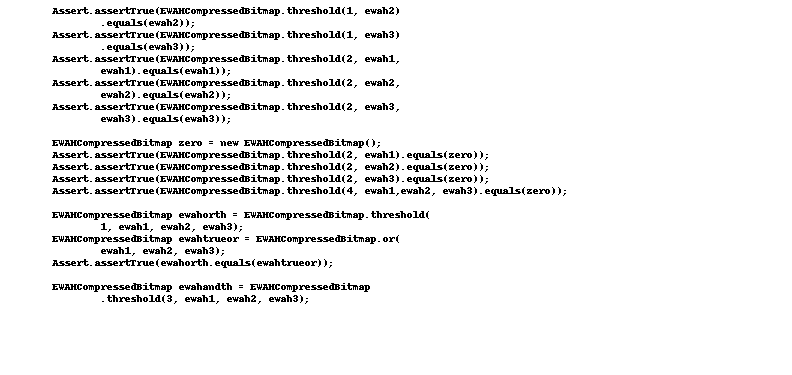 Assert.assertTrue(EWAHCompressedBitmap.threshold(1, ewah2)
.equals(ewah2));
Assert.assertTrue(EWAHCompressedBitmap.threshold(1, ewah3)
.equals(ewah3));
Assert.assertTrue(EWAHCompressedBitmap.threshold(2, ewah1,
ewah1).equals(ewah1));
Assert.assertTrue(EWAHCompressedBitmap.threshold(2, ewah2,
ewah2).equals(ewah2));
Assert.assertTrue(EWAHCompressedBitmap.threshold(2, ewah3,
ewah3).equals(ewah3));
EWAHCompressedBitmap zero = new EWAHCompressedBitmap();
Assert.assertTrue(EWAHCompressedBitmap.threshold(2, ewah1).equals(zero));
Assert.assertTrue(EWAHCompressedBitmap.threshold(2, ewah2).equals(zero));
Assert.assertTrue(EWAHCompressedBitmap.threshold(2, ewah3).equals(zero));
Assert.assertTrue(EWAHCompressedBitmap.threshold(4, ewah1,ewah2, ewah3).equals(zero));
EWAHCompressedBitmap ewahorth = EWAHCompressedBitmap.threshold(
1, ewah1, ewah2, ewah3);
EWAHCompressedBitmap ewahtrueor = EWAHCompressedBitmap.or(
ewah1, ewah2, ewah3);
Assert.assertTrue(ewahorth.equals(ewahtrueor));
EWAHCompressedBitmap ewahandth = EWAHCompressedBitmap
.threshold(3, ewah1, ewah2, ewah3);